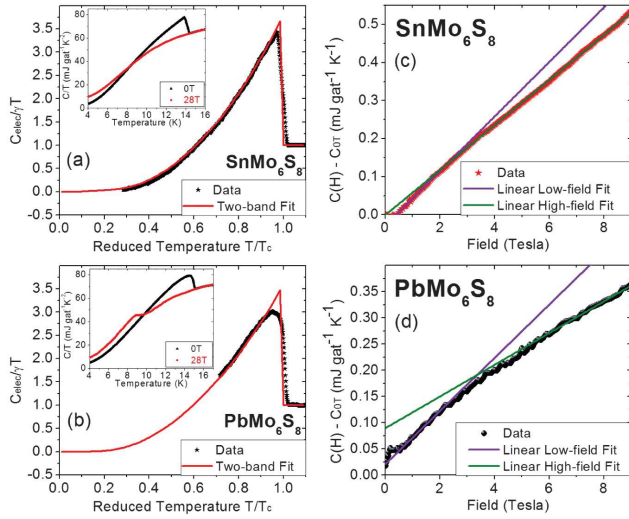 C/T (mJ gat⁻¹ K⁻¹)
80
60
40
20
0
4 6 8 10 12 14 16
Temperature (K)
0T
28T
Celec/γT
3.5
3.0
2.5
2.0
1.5
1.0
0.5
0.0
-0.5
(a)
SnMo₆S₈
Data
Two-band Fit
0.0 0.2 0.4 0.6 0.8 1.0
Reduced Temperature T/Tc
C/T (mJ gat⁻¹ K⁻²)
80
60
40
20
0
4 6 8 10 12 14 16
Temperature (K)
0T
28T
Celec/γT
3.5
3.0
2.5
2.0
1.5
1.0
0.5
0.0
-0.5
(b)
PbMo₆S₈
Data
Two-band Fit
0.0 0.2 0.4 0.6 0.8 1.0
Reduced Temperature T/Tc
SnMo₆S₈
(c)
C(H) - C0T (mJ gat⁻¹ K⁻¹)
0.5
0.4
0.3
0.2
0.1
0.0
Data
Linear Low-field Fit
Linear High-field Fit
0 2 4 6 8
Field (Tesla)
PbMo₆S₈
(d)
C(H) - C0T (mJ gat⁻¹ K⁻¹)
0.35
0.30
0.25
0.20
0.15
0.10
0.05
0.00
Data
Linear Low-field Fit
Linear High-field Fit
0 2 4 6 8
Field (Tesla)